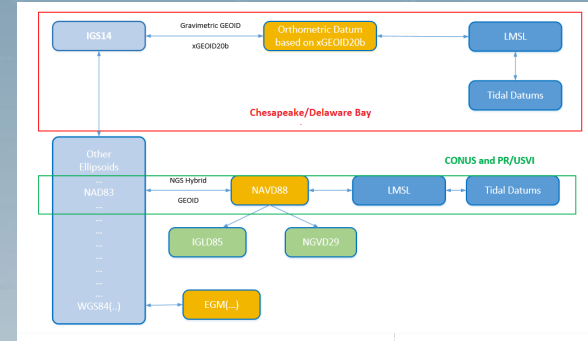 IGS14
Gravimetric GEOID
xGEOID20b
Orthometric Datum
based on xGEOID20b
LMSL
Tidal Datums
Chesapeake/Delaware Bay
Other
Ellipsoids
...
NAD83
...
...
...
...
...
...
...
WGS84(..)
CONUS and PR/USVI
NGS Hybrid
GEOID
NAVD88
LMSL
Tidal Datums
IGLD85
NGVD29
EGM(...)